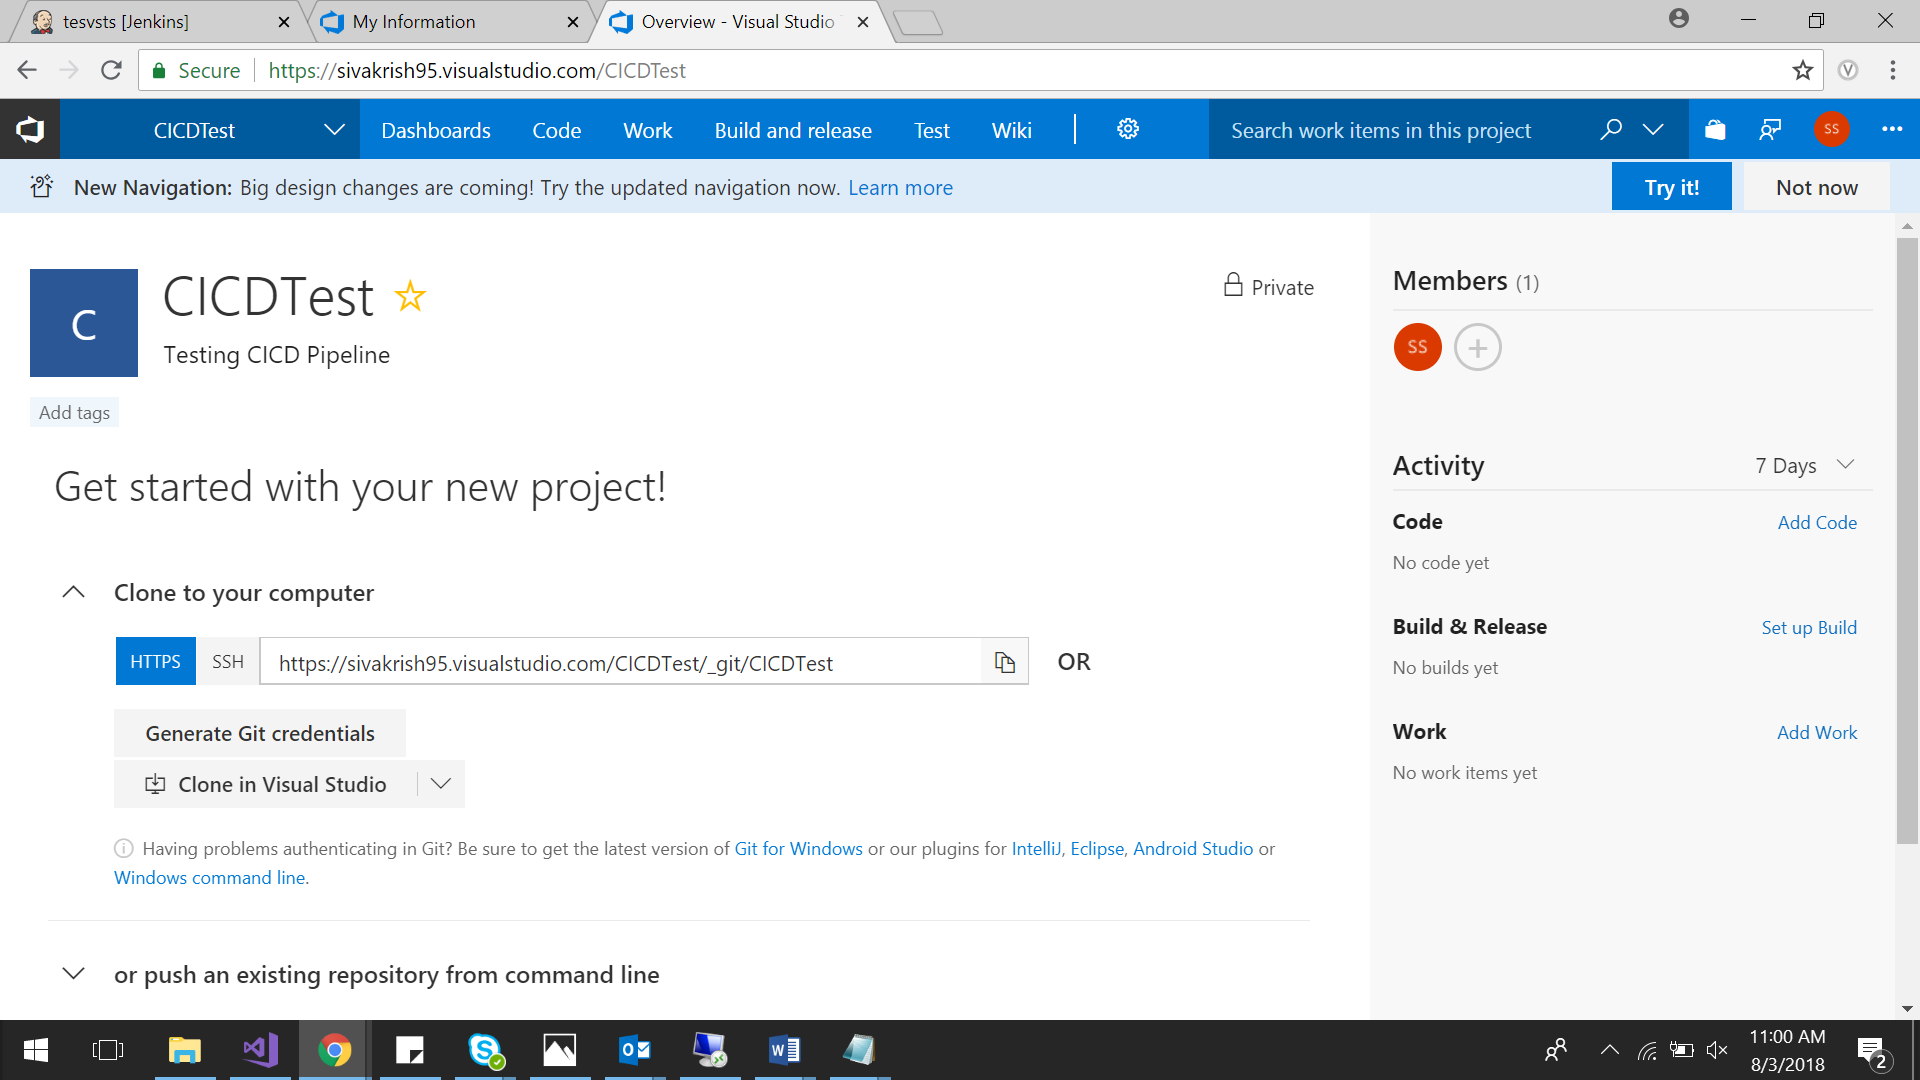 tesvsts [Jenkins]
My Information
Overview - Visual Studio
Secure
https://sivakrish95.visualstudio.com/CICDTest
CICDTest
Dashboards
Code
Work
Build and release
Test
Wiki
Search work items in this project
SS
New Navigation: Big design changes are coming! Try the updated navigation now. Learn more
Try it!
Not now
C
CICDTest
Testing CICD Pipeline
Private
Add tags
Get started with your new project!
Clone to your computer
HTTPS
SSH
https://sivakrish95.visualstudio.com/CICDTest/_git/CICDTest
OR
Generate Git credentials
Clone in Visual Studio
Having problems authenticating in Git? Be sure to get the latest version of Git for Windows or our plugins for IntelliJ, Eclipse, Android Studio or
Windows command line.
or push an existing repository from command line
Members (1)
SS
Activity
7 Days
Code
Add Code
No code yet
Build & Release
Set up Build
No builds yet
Work
Add Work
No work items yet
11:00 AM
8/3/2018
2